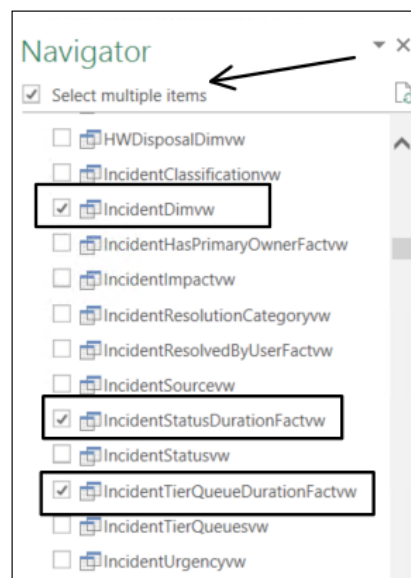 Navigator
Select multiple items
HWDisposalDimvw
IncidentClassificationvw
IncidentDimvw
IncidentHasPrimaryOwnerFactvw
IncidentImpactvw
IncidentResolutionCategoryvw
IncidentResolvedByUserFactvw
IncidentSourcevw
IncidentStatusDurationFactvw
IncidentStatusvw
IncidentTierQueueDurationFactvw
IncidentTierQueuesvw
IncidentUrgencyvw